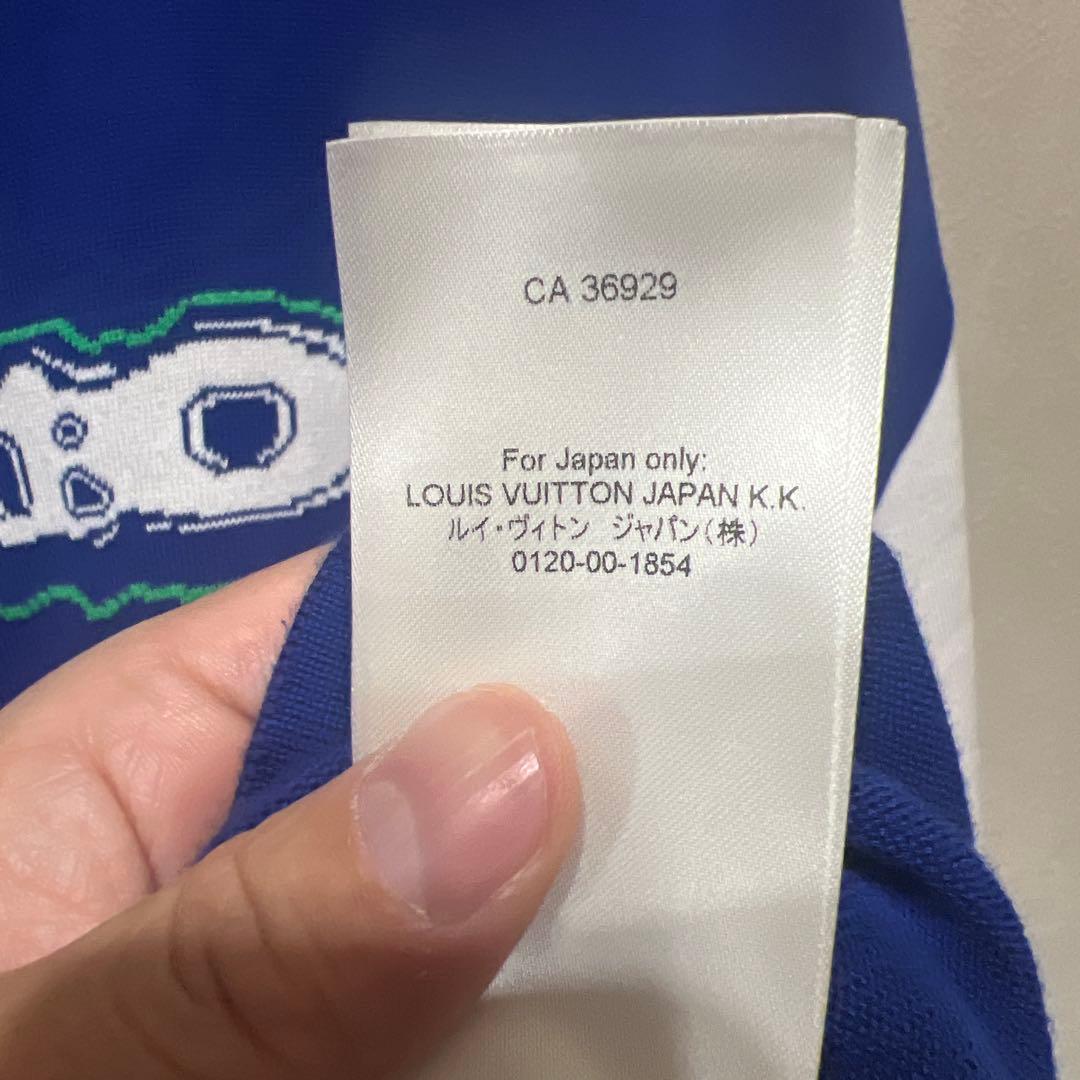 CA 36929
For Japan only:
LOUIS VUITTON JAPAN K.K.
ルイ・ヴィトン ジャパン(株)
0120-00-1854